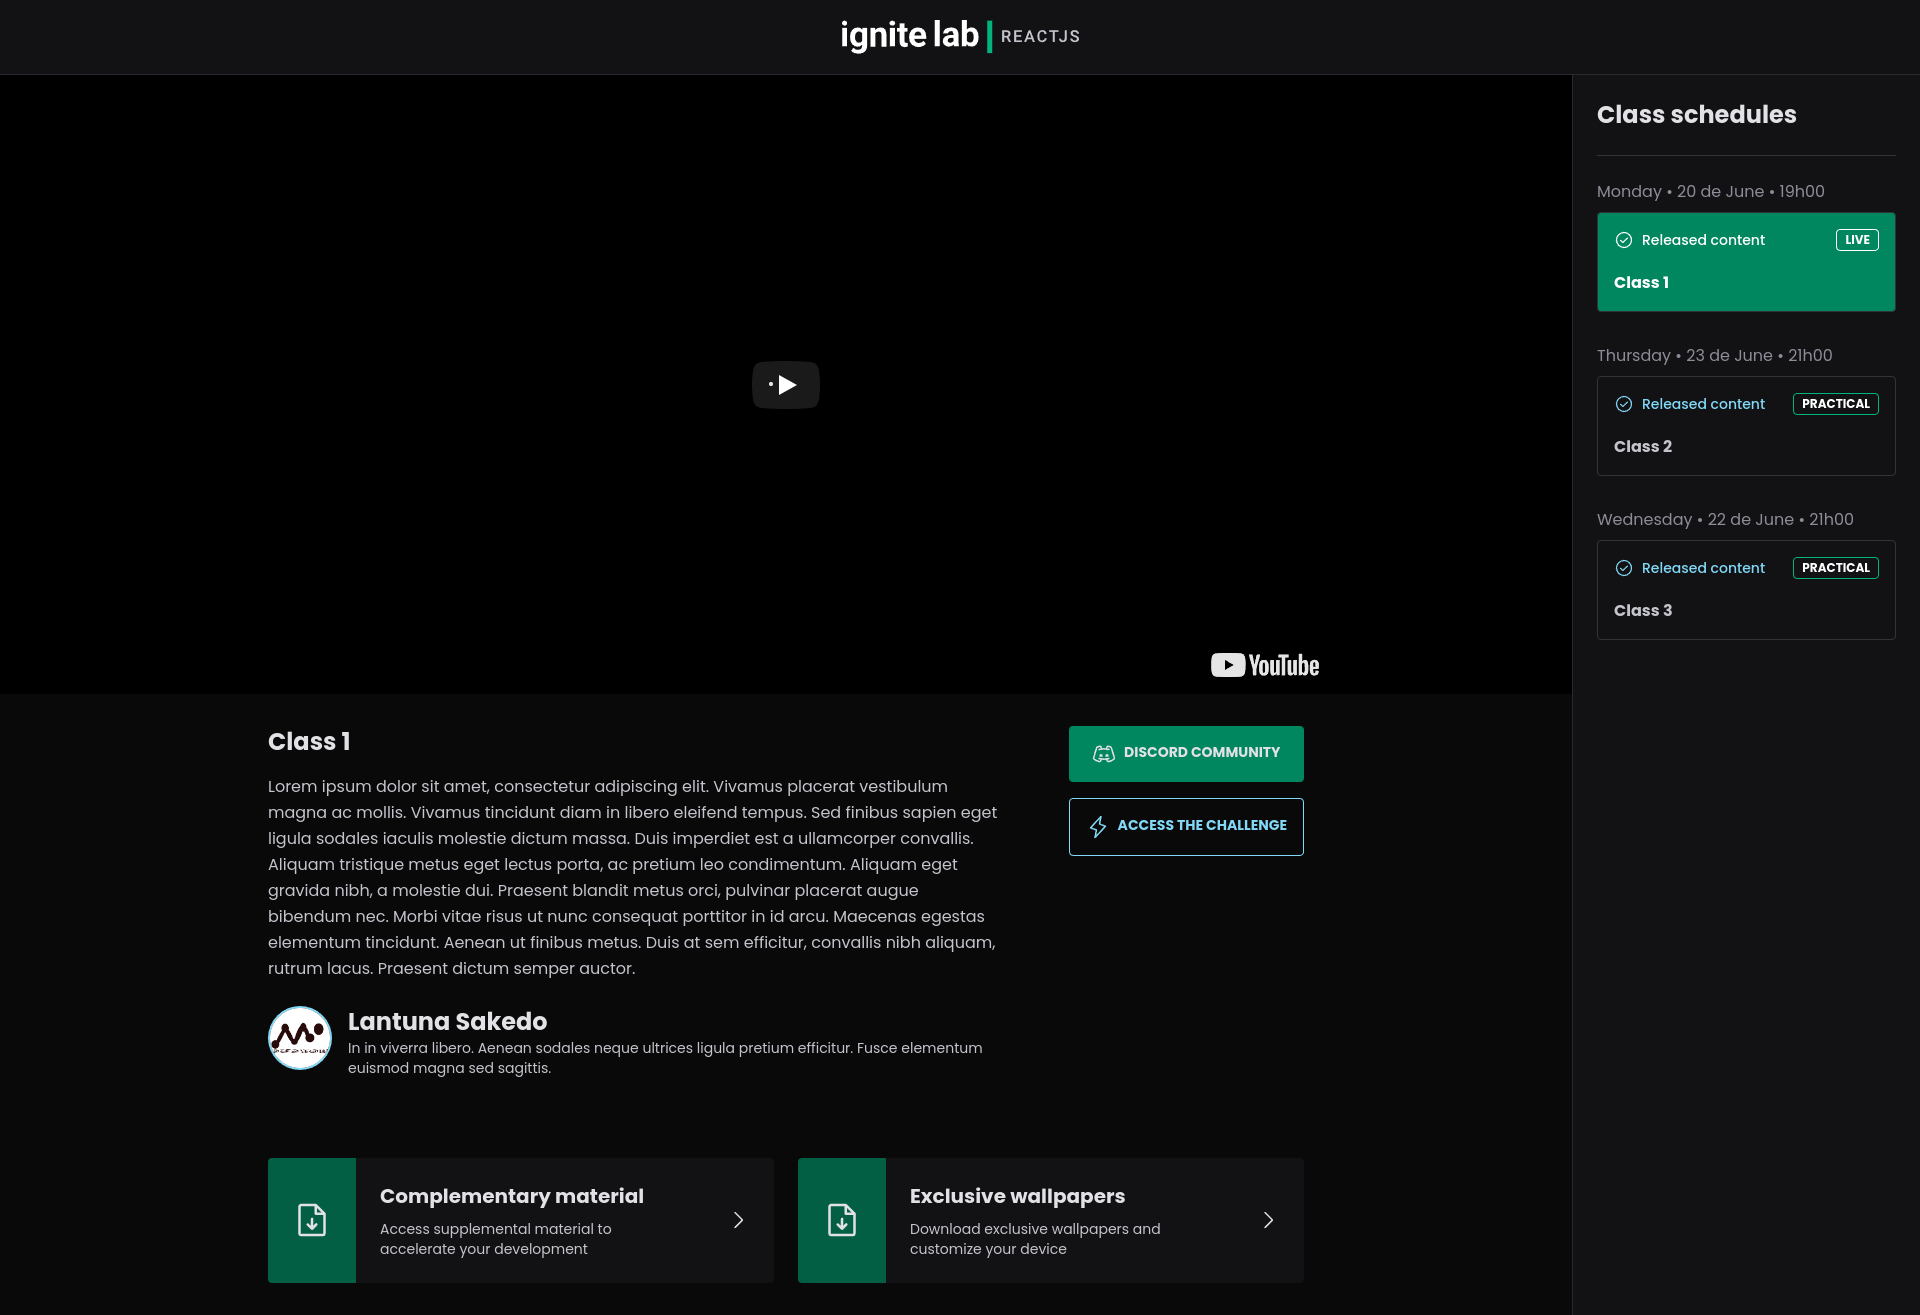 ignite lab | REACTJS
YouTube
Class 1
Lorem ipsum dolor sit amet, consectetur adipiscing elit. Vivamus placerat vestibulum
magna ac mollis. Vivamus tincidunt diam in libero eleifend tempus. Sed finibus sapien eget
ligula sodales iaculis molestie dictum massa. Duis imperdiet est a ullamcorper convallis.
Aliquam tristique metus eget lectus porta, ac pretium leo condimentum. Aliquam eget
gravida nibh, a molestie dui. Praesent blandit metus orci, pulvinar placerat augue
bibendum nec. Morbi vitae risus ut nunc consequat porttitor in id arcu. Maecenas egestas
elementum tincidunt. Aenean ut finibus metus. Duis at sem efficitur, convallis nibh aliquam,
rutrum lacus. Praesent dictum semper auctor.
DISCORD COMMUNITY
ACCESS THE CHALLENGE
Lantuna Sakedo
In in viverra libero. Aenean sodales neque ultrices ligula pretium efficitur. Fusce elementum
euismod magna sed sagittis.
Complementary material
Access supplemental material to
accelerate your development
Exclusive wallpapers
Download exclusive wallpapers and
customize your device
Class schedules
Monday • 20 de June • 19h00
Released content LIVE
Class 1
Thursday • 23 de June • 21h00
Released content PRACTICAL
Class 2
Wednesday • 22 de June • 21h00
Released content PRACTICAL
Class 3